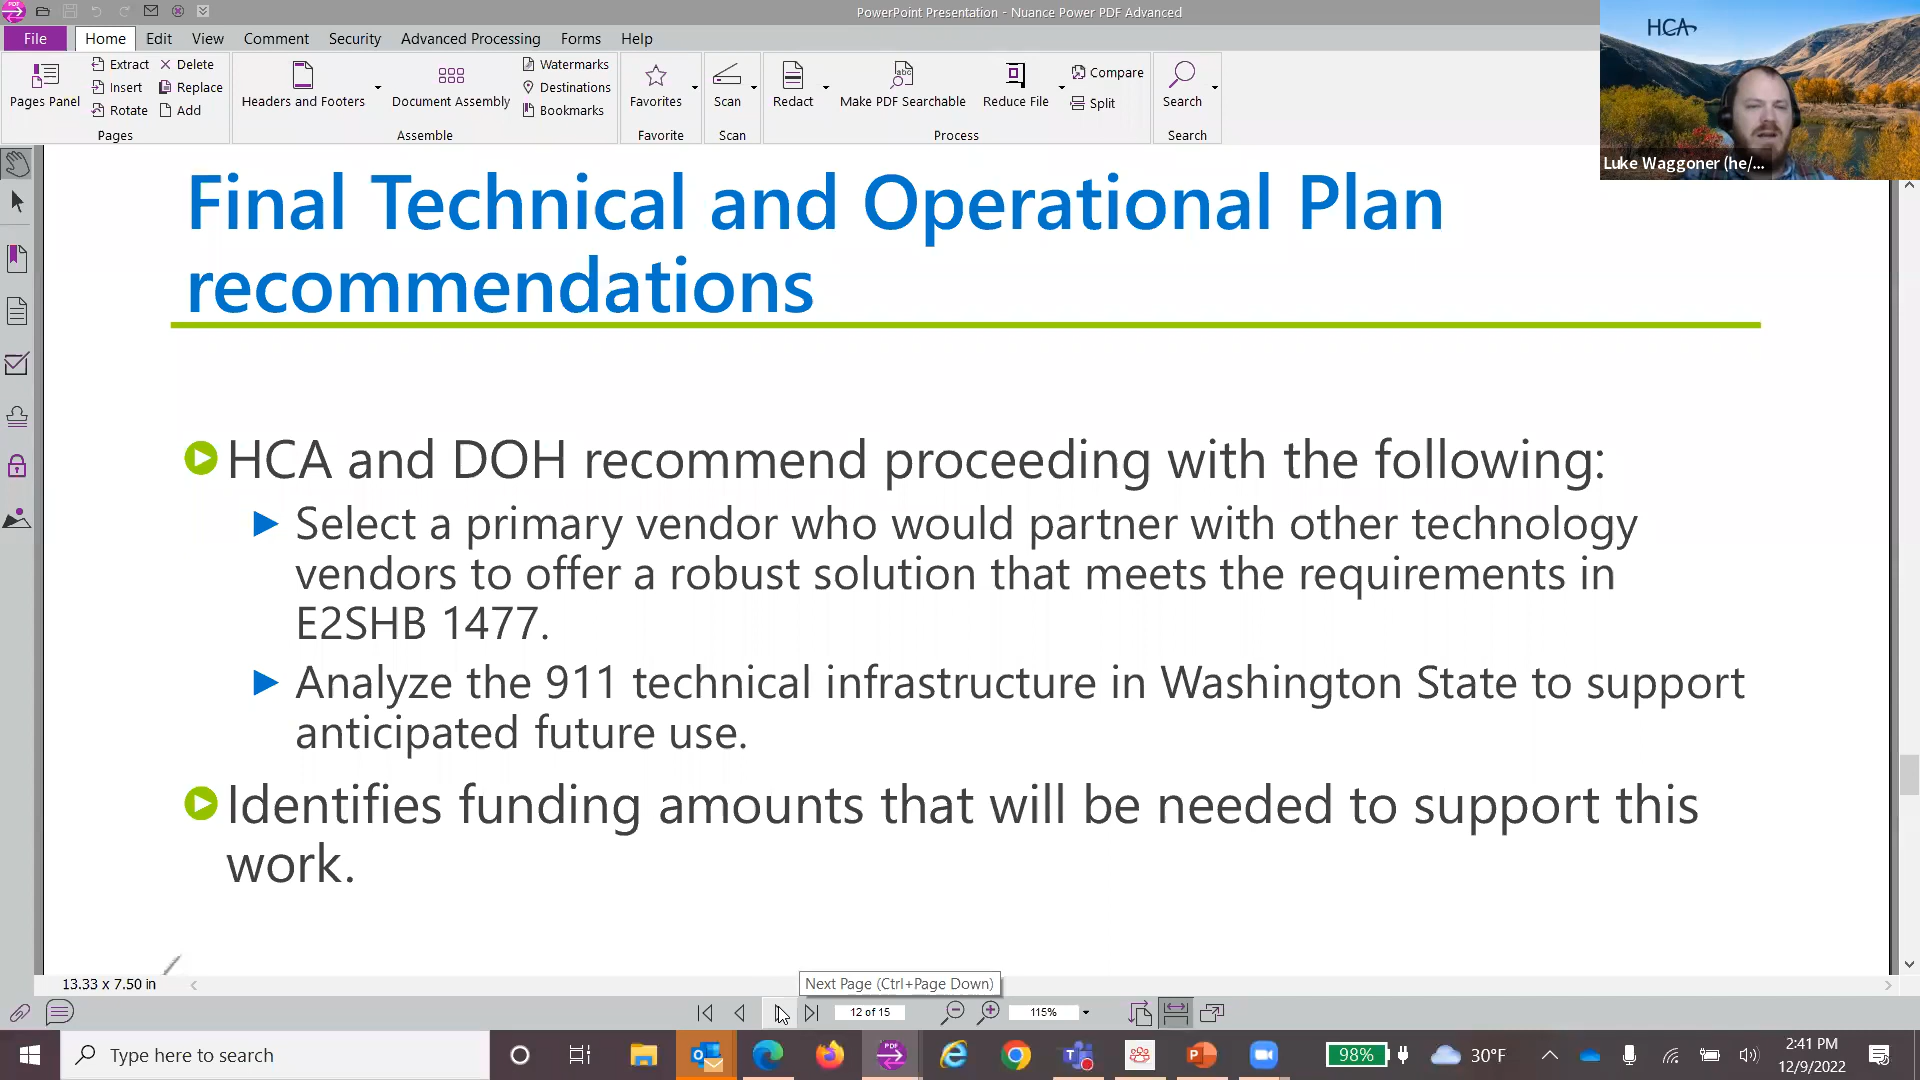 PowerPoint Presentation - Nuance Power PDF Advanced
File Home Edit View Comment Security Advanced Processing Forms Help
Extract Delete
Insert Replace
Rotate Add
Pages Panel
Pages
Headers and Footers
Document Assembly
Watermarks
Destinations
Bookmarks
Assemble
Favorites
Favorite
Scan
Scan
Redact
Make PDF Searchable
Reduce File
Compare
Split
Process
Search
Search
HCA
Luke Waggoner (he/...
Final Technical and Operational Plan
recommendations
HCA and DOH recommend proceeding with the following:
Select a primary vendor who would partner with other technology
vendors to offer a robust solution that meets the requirements in
E2SHB 1477.
Analyze the 911 technical infrastructure in Washington State to support
anticipated future use.
Identifies funding amounts that will be needed to support this
work.
13.33 x 7.50 in
Next Page (Ctrl+Page Down)
12 of 15
115%
Type here to search
98%
30°F
2:41 PM
12/9/2022